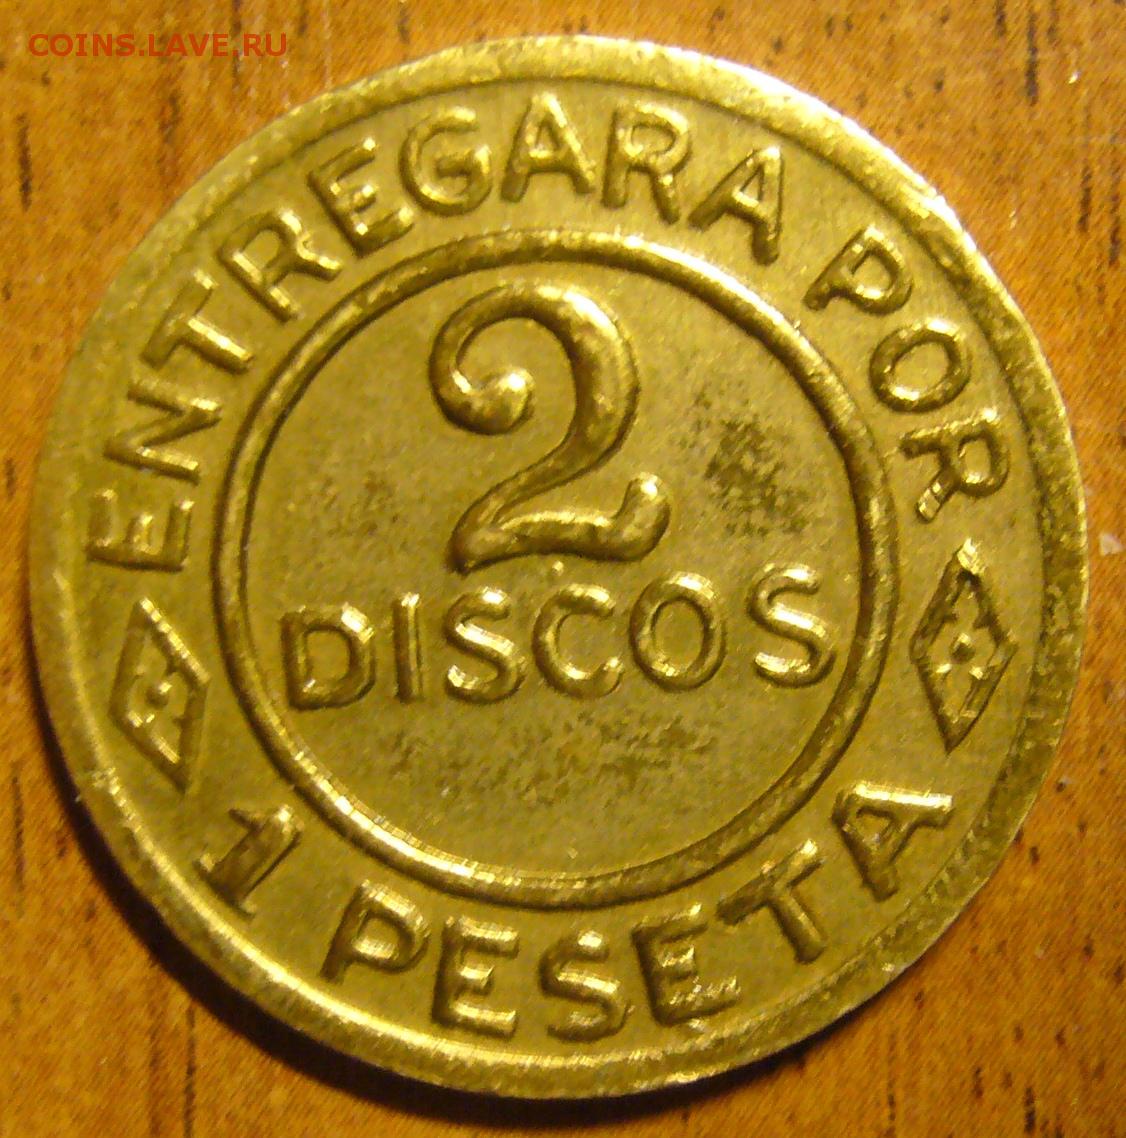 COINS.LAVE.RU
ENTREGARA POR
2
DISCOS
1 PESETA